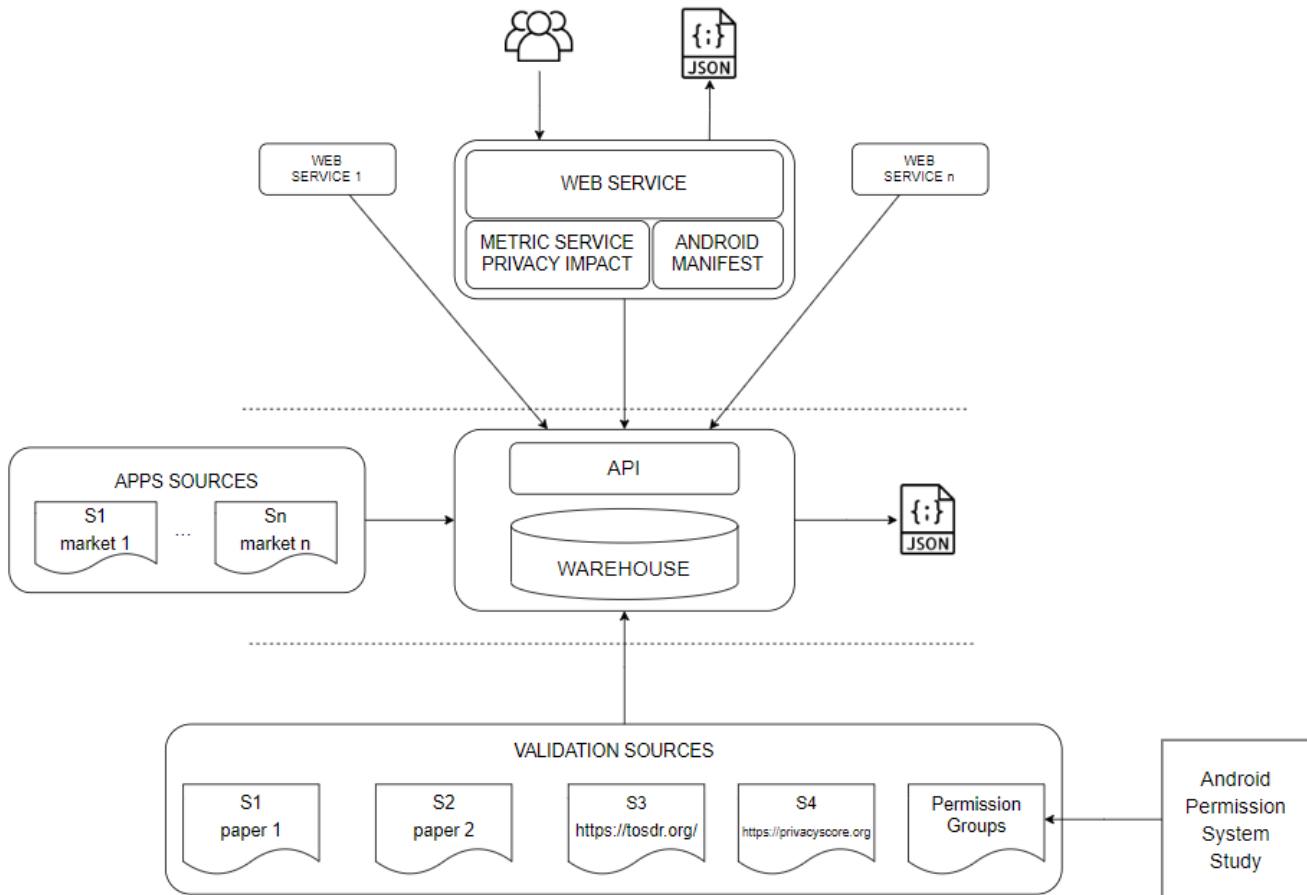 {;}
JSON
WEB
SERVICE 1
WEB SERVICE
WEB
SERVICE n
METRIC SERVICE
PRIVACY IMPACT
ANDROID
MANIFEST
APPS SOURCES
S1
market 1
...
Sn
market n
API
WAREHOUSE
{;}
JSON
VALIDATION SOURCES
S1
paper 1
S2
paper 2
S3
https://tosdr.org/
S4
https://privacyscore.org
Permission
Groups
Android
Permission
System
Study